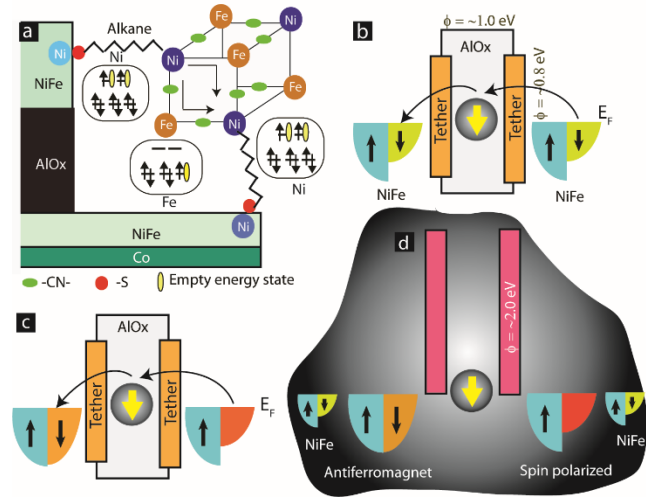 a
Alkane
Ni
S
Ni
NiFe
AlOx
Ni
Fe
Ni
Fe
Fe
Fe
Ni
Fe
Ni
Ni
NiFe
Co
-CN-
-S
Empty energy state
b
ϕ = ~1.0 eV
AlOx
Tether
Tether
ϕ = ~0.8 eV
E_F
NiFe
NiFe
c
AlOx
Tether
Tether
E_F
d
ϕ = ~2.0 eV
NiFe
NiFe
Antiferromagnet
Spin polarized